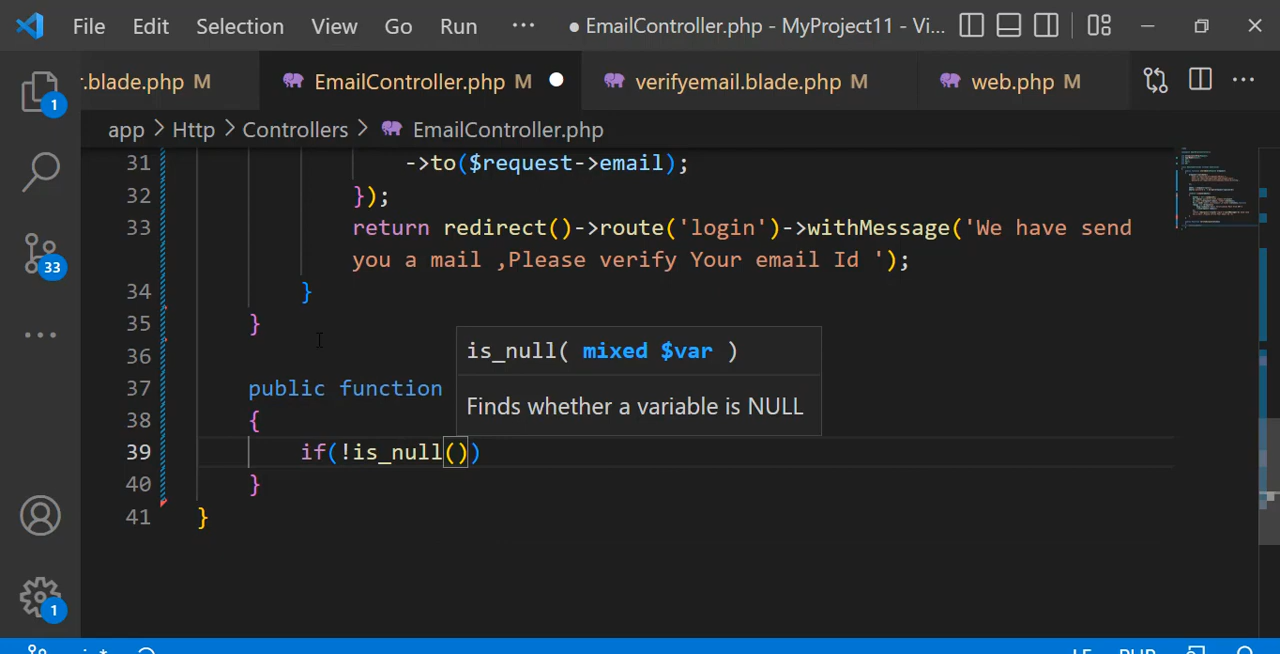 File Edit Selection View Go Run ··· ● EmailController.php - MyProject11 - Vi...
r.blade.php M EmailController.php M verifyemail.blade.php M web.php M ···
app > Http > Controllers > EmailController.php
31 ->to($request->email);
32 });
33 return redirect()->route('login')->withMessage('We have send
you a mail ,Please verify Your email Id ');
34 }
35 }
36
37 public function
is_null( mixed $var )
Finds whether a variable is NULL
38 {
39 if(!is_null())
40 }
41 }
1
33
1